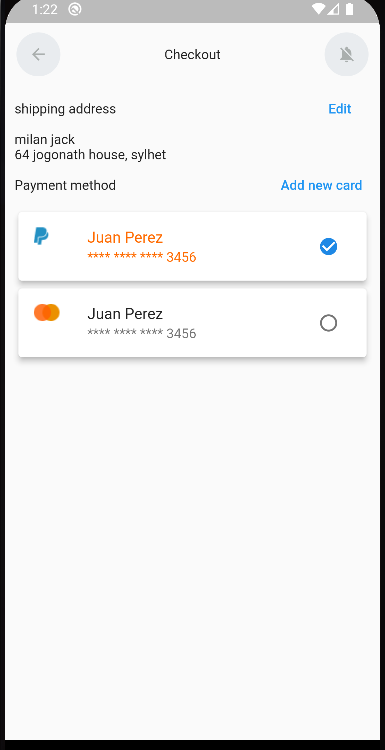 1:22
Checkout
shipping address Edit
milan jack
64 jogonath house, sylhet
Payment method Add new card
Juan Perez
**** **** **** 3456
Juan Perez
**** **** **** 3456